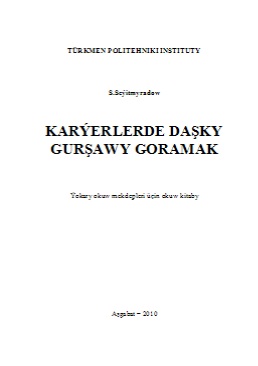 TÜRKMEN POLITEHNIKI INSTITUTY
S.Seýitmyradow
KARÝERLERDE DAŞKY
GURŞAWY GORAMAK
Ýokary okuw mekdepleri üçin okuw kitaby
Aşgabat – 2010